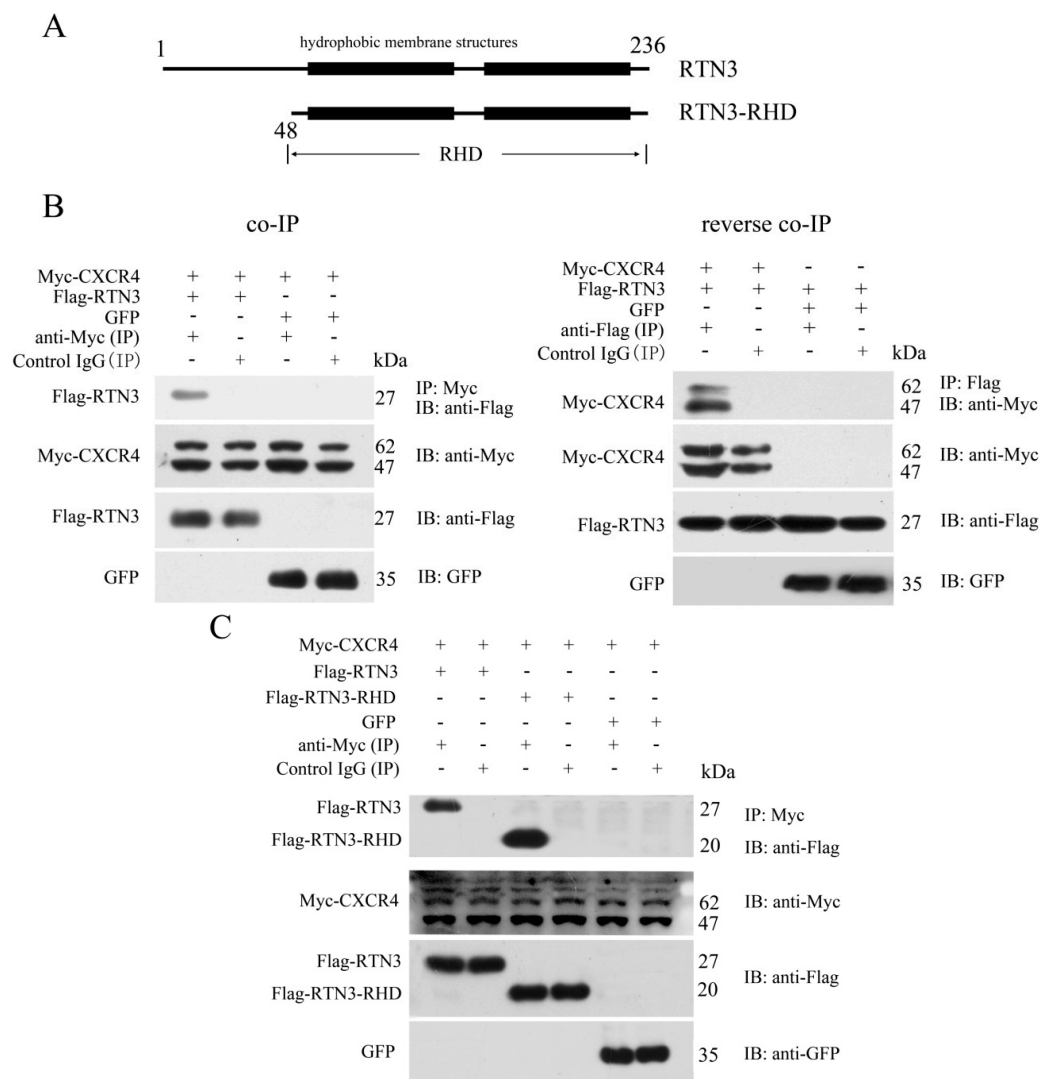 A
1 hydrophobic membrane structures 236
RTN3
RTN3-RHD
48
RHD
B
co-IP
Myc-CXCR4 + + + +
Flag-RTN3 + + - -
GFP - - + +
anti-Myc (IP) + - + -
Control IgG (IP) - + - + kDa
Flag-RTN3 27 IP: Myc
IB: anti-Flag
Myc-CXCR4 62 IB: anti-Myc
47
Flag-RTN3 27 IB: anti-Flag
GFP 35 IB: GFP
reverse co-IP
Myc-CXCR4 + + - -
Flag-RTN3 + + + +
GFP - - + +
anti-Flag (IP) + - + -
Control IgG (IP) - + - + kDa
Myc-CXCR4 62 IP: Flag
47 IB: anti-Myc
Myc-CXCR4 62 IB: anti-Myc
47
Flag-RTN3 27 IB: anti-Flag
GFP 35 IB: GFP
C
Myc-CXCR4 + + + + + +
Flag-RTN3 + + - - - -
Flag-RTN3-RHD - - + + - -
GFP - - - - + +
anti-Myc (IP) + - + - + -
Control IgG (IP) - + - + - + kDa
Flag-RTN3 27 IP: Myc
Flag-RTN3-RHD 20 IB: anti-Flag
Myc-CXCR4 62 IB: anti-Myc
47
Flag-RTN3 27 IB: anti-Flag
Flag-RTN3-RHD 20
GFP 35 IB: anti-GFP